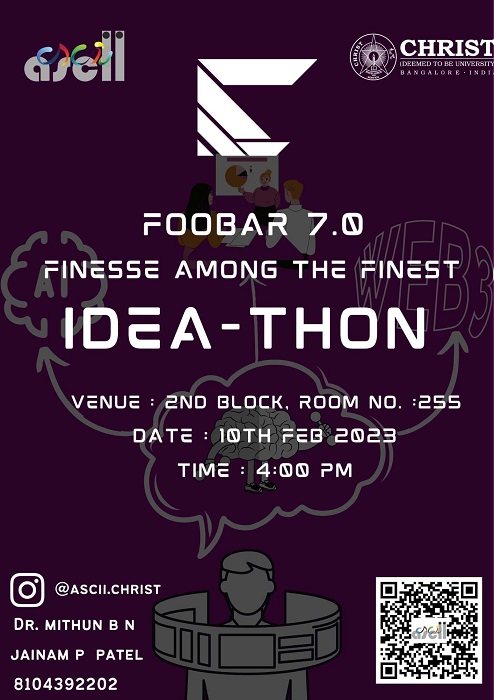 ascii
CHRIST
(DEEMED TO BE UNIVERSITY
BANGALORE · INDIA
FOOBAR 7.0
FINESSE AMONG THE FINEST
AI
WEB3
IDEA-THON
VENUE : 2ND BLOCK, ROOM NO. :255
DATE : 10TH FEB 2023
TIME : 4:00 PM
@ASCII.CHRIST
DR. MITHUN B N
JAINAM P PATEL
8104392202
ascii